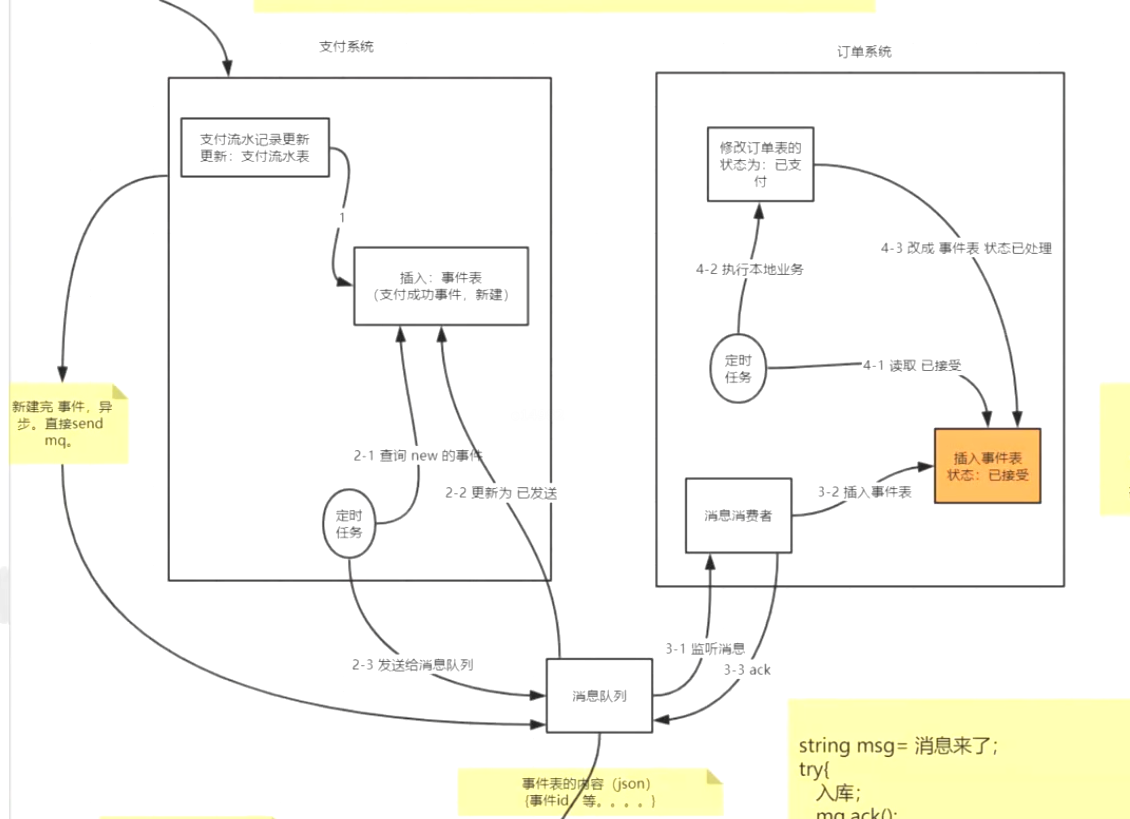 支付系统
订单系统
支付流水记录更新
更新：支付流水表
1
插入：事件表
（支付成功事件，新建）
新建完 事件，异
步。直接send
mq。
2-1 查询 new 的事件
2-2 更新为 已发送
定时
任务
2-3 发送给消息队列
修改订单表的
状态为：已支
付
4-3 改成 事件表 状态已处理
4-2 执行本地业务
定时
任务
4-1 读取 已接受
插入事件表
状态：已接受
3-2 插入事件表
消息消费者
3-1 监听消息
3-3 ack
消息队列
事件表的内容（json）
{事件id，等。。。。}
string msg= 消息来了；
try{
入库；
mq.ack();